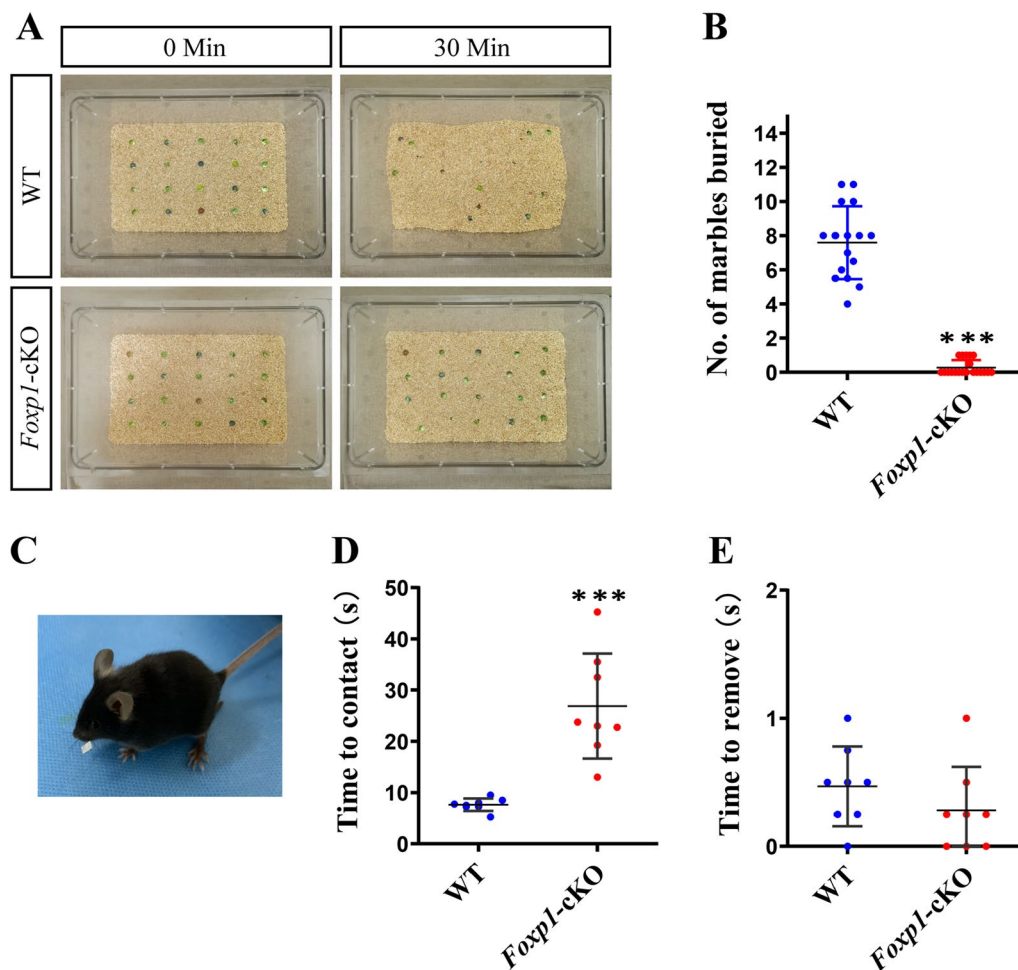 A
0 Min
30 Min
WT
Foxp1-cKO
B
No. of marbles buried
14
12
10
8
6
4
2
0
***
WT
Foxp1-cKO
C
D
Time to contact (s)
50
40
30
20
10
0
***
WT
Foxp1-cKO
E
Time to remove (s)
2
1
0
WT
Foxp1-cKO